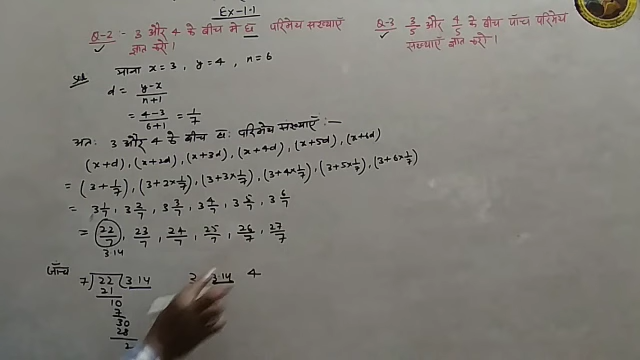 Ex-1.1
Q-2:- 3 और 4 के बीच में छः परिमेय संख्याएँ
ज्ञात करो।
Q-3 3/5 और 4/5 के बीच पाँच परिमेय
संख्याएँ ज्ञात करो-।
माना x=3, y=4, n=6
d = y-x/n+1
= 4-3/6+1 = 1/7
अतः 3 और 4 के बीच छः परिमेय संख्याएँ:—
(x+d), (x+2d), (x+3d), (x+4d), (x+5d), (x+6d)
= (3+1/7), (3+2×1/7), (3+3×1/7), (3+4×1/7), (3+5×1/7), (3+6×1/7)
= 3 1/7, 3 2/7, 3 3/7, 3 4/7, 3 5/7, 3 6/7
= 22/7, 23/7, 24/7, 25/7, 26/7, 27/7
3.14
जाँच
7) 22 (3.14
21
10
7
30
28
2
3.14 4